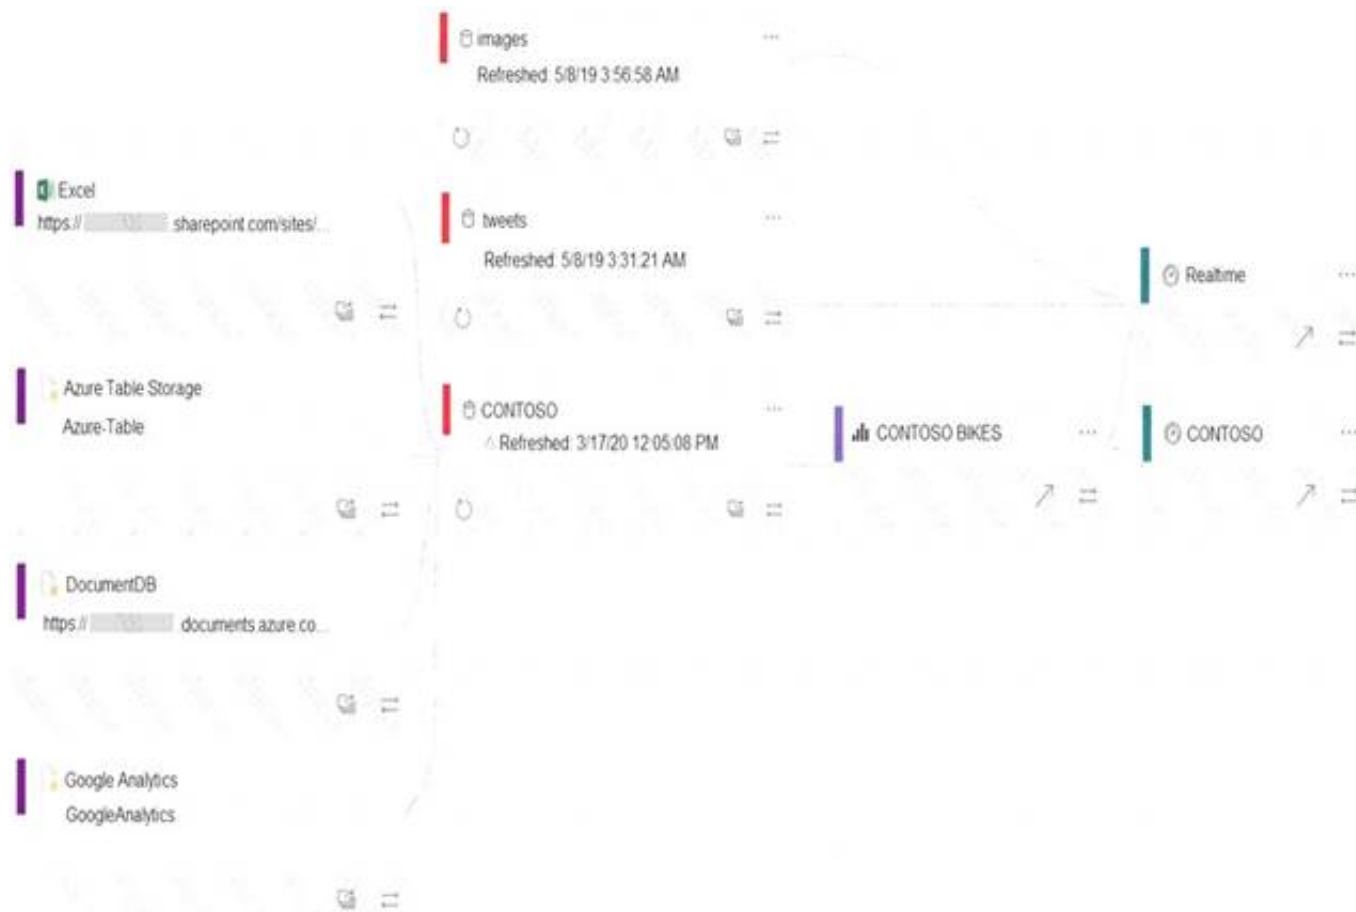 images
Refreshed: 5/8/19 3:56:58 AM
Excel
https:// sharepoint.com/sites/...
tweets
Refreshed: 5/8/19 3:31:21 AM
Realtime
Azure Table Storage
Azure-Table
CONTOSO
Refreshed: 3/17/20 12:05:08 PM
CONTOSO BIKES
CONTOSO
DocumentDB
https:// documents.azure.co...
Google Analytics
GoogleAnalytics